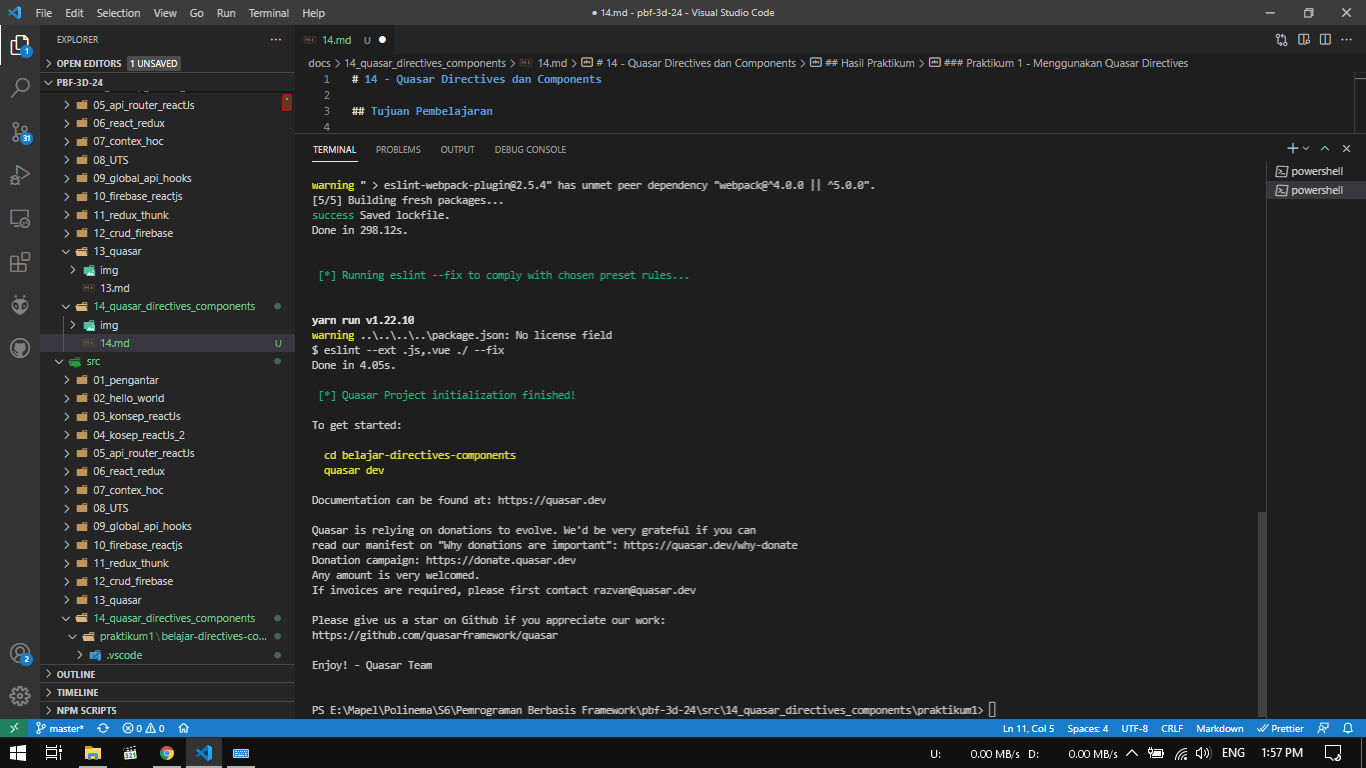 File Edit Selection View Go Run Terminal Help
● 14.md - pbf-3d-24 - Visual Studio Code
EXPLORER
OPEN EDITORS 1 UNSAVED
PBF-3D-24
05_api_router_reactJs
06_react_redux
07_contex_hoc
08_UTS
09_global_api_hooks
10_firebase_reactjs
11_redux_thunk
12_crud_firebase
13_quasar
img
13.md
14_quasar_directives_components
img
14.md U
src
01_pengantar
02_hello_world
03_konsep_reactJs
04_kosep_reactJs_2
05_api_router_reactJs
06_react_redux
07_contex_hoc
08_UTS
09_global_api_hooks
10_firebase_reactjs
11_redux_thunk
12_crud_firebase
13_quasar
14_quasar_directives_components
praktikum1 \ belajar-directives-co...
.vscode
OUTLINE
TIMELINE
NPM SCRIPTS
1
31
2
14.md U
docs > 14_quasar_directives_components > 14.md > # 14 - Quasar Directives dan Components > ## Hasil Praktikum > ### Praktikum 1 - Menggunakan Quasar Directives
1 # 14 - Quasar Directives dan Components
2
3 ## Tujuan Pembelajaran
4
TERMINAL PROBLEMS OUTPUT DEBUG CONSOLE
powershell
powershell
warning " > eslint-webpack-plugin@2.5.4" has unmet peer dependency "webpack@^4.0.0 || ^5.0.0".
[5/5] Building fresh packages...
success Saved lockfile.
Done in 298.12s.
[*] Running eslint --fix to comply with chosen preset rules...
yarn run v1.22.10
warning ..\..\..\..\package.json: No license field
$ eslint --ext .js,.vue ./ --fix
Done in 4.05s.
[*] Quasar Project initialization finished!
To get started:
cd belajar-directives-components
quasar dev
Documentation can be found at: https://quasar.dev
Quasar is relying on donations to evolve. We'd be very grateful if you can
read our manifest on "Why donations are important": https://quasar.dev/why-donate
Donation campaign: https://donate.quasar.dev
Any amount is very welcomed.
If invoices are required, please first contact razvan@quasar.dev
Please give us a star on Github if you appreciate our work:
https://github.com/quasarframework/quasar
Enjoy! - Quasar Team
PS E:\Mapel\Polinema\S6\Pemrograman Berbasis Framework\pbf-3d-24\src\14_quasar_directives_components\praktikum1>
master* 0 0
Ln 11, Col 5 Spaces: 4 UTF-8 CRLF Markdown Prettier
U: 0.00 MB/s D: 0.00 MB/s ENG 1:57 PM